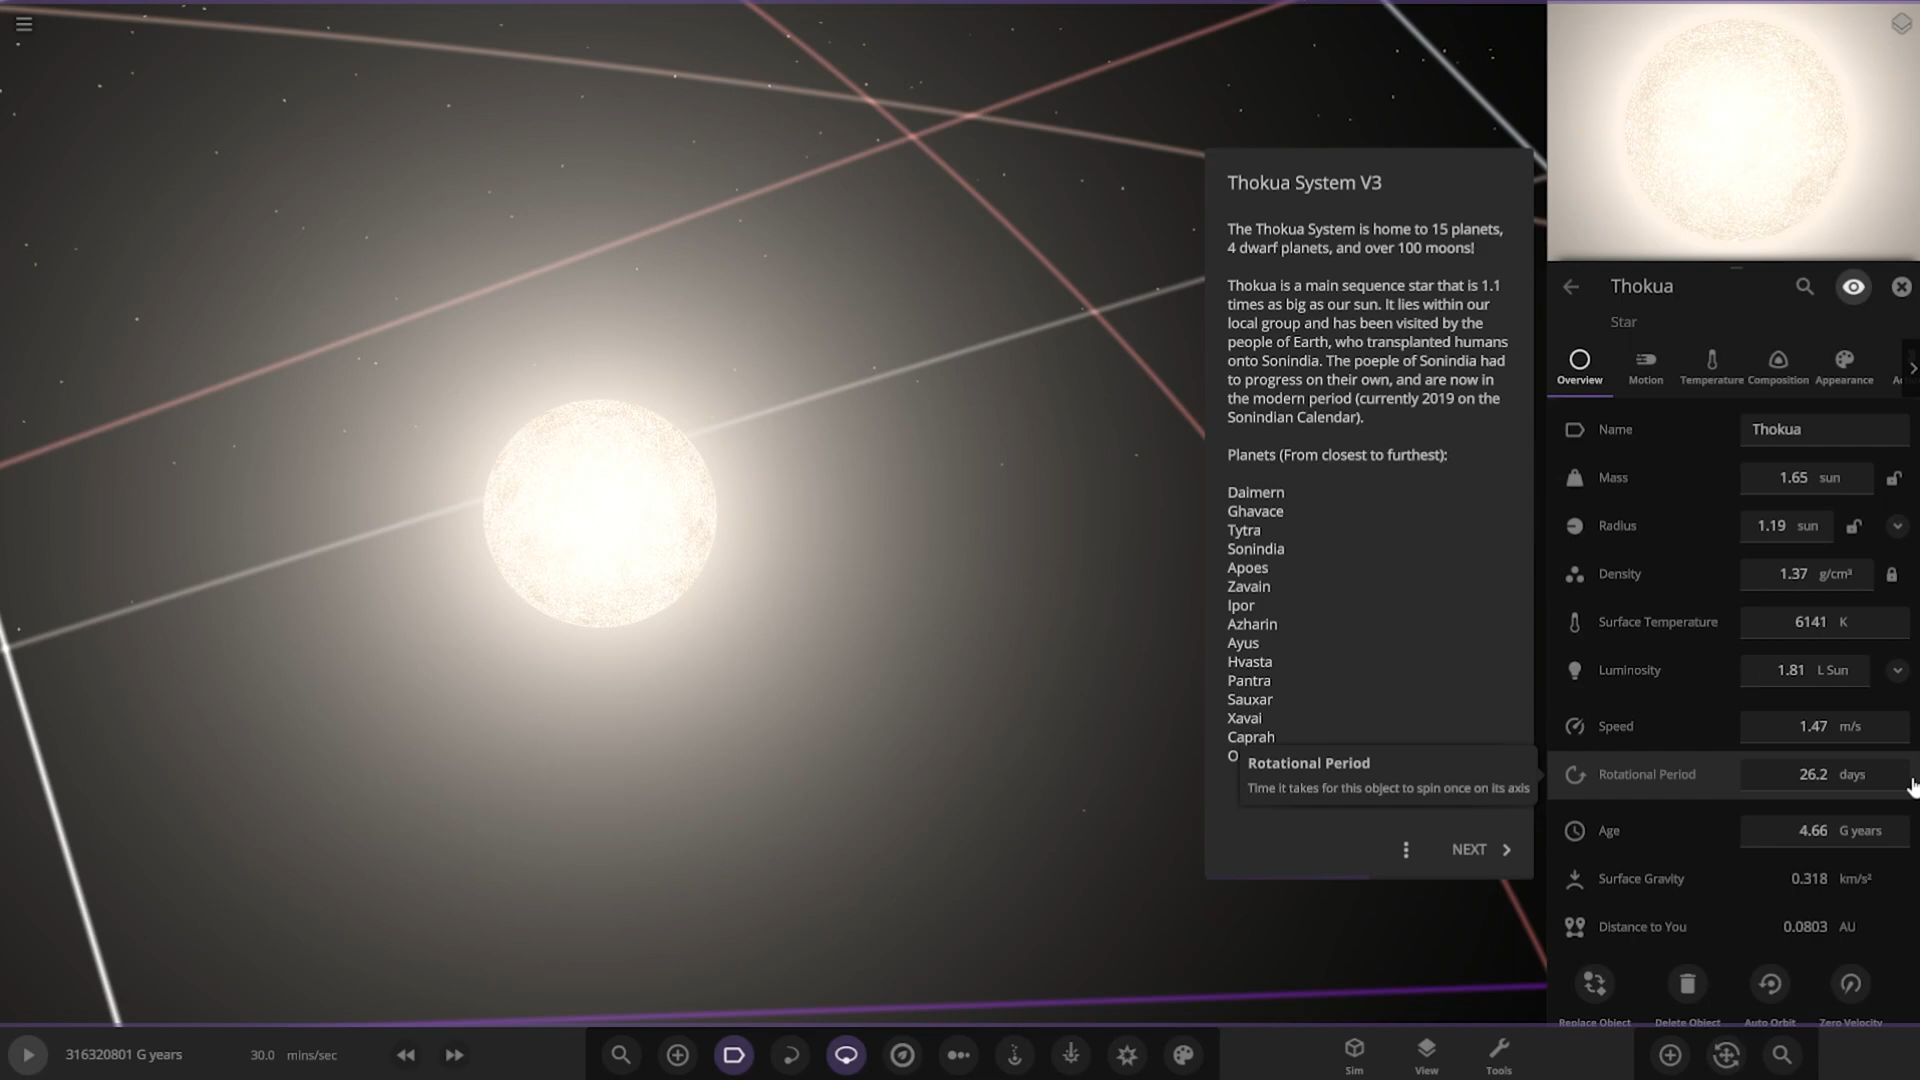 Thokua System V3
The Thokua System is home to 15 planets,
4 dwarf planets, and over 100 moons!
Thokua is a main sequence star that is 1.1
times as big as our sun. It lies within our
local group and has been visited by the
people of Earth, who transplanted humans
onto Sonindia. The poeple of Sonindia had
to progress on their own, and are now in
the modern period (currently 2019 on the
Sonindian Calendar).
Planets (From closest to furthest):
Daimern
Ghavace
Tytra
Sonindia
Apoes
Zavain
Ipor
Azharin
Ayus
Hvasta
Pantra
Sauxar
Xavai
Caprah
Rotational Period
Time it takes for this object to spin once on its axis
NEXT
Thokua
Star
Overview Motion Temperature Composition Appearance
Name Thokua
Mass 1.65 sun
Radius 1.19 sun
Density 1.37 g/cm³
Surface Temperature 6141 K
Luminosity 1.81 L Sun
Speed 1.47 m/s
Rotational Period 26.2 days
Age 4.66 G years
Surface Gravity 0.318 km/s²
Distance to You 0.0803 AU
Replace Object Delete Object Auto Orbit Zero Velocity
316320801 G years 30.0 mins/sec
Sim View Tools